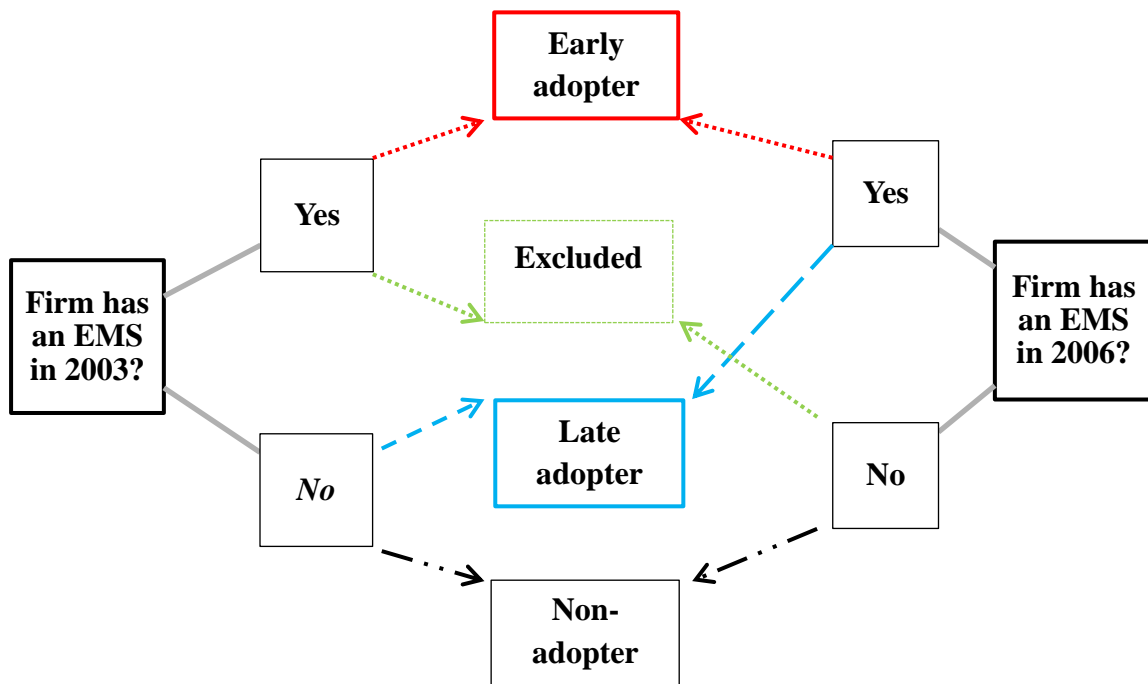 Early
adopter
Yes
Yes
Excluded
Firm has
an EMS
in 2003?
Firm has
an EMS
in 2006?
Late
adopter
No
No
Non-
adopter